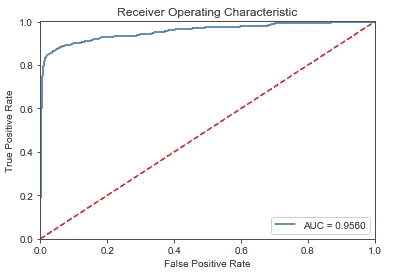 Receiver Operating Characteristic
True Positive Rate
1.0
0.8
0.6
0.4
0.2
0.0
AUC = 0.9560
0.0 0.2 0.4 0.6 0.8 1.0
False Positive Rate